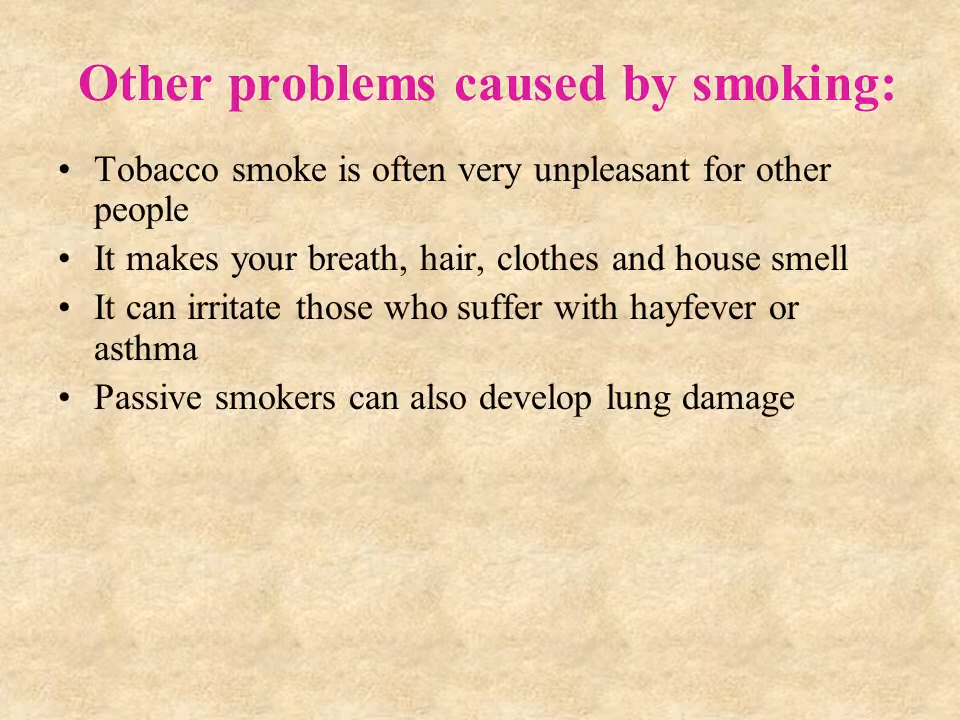 Other problems caused by smoking:
• Tobacco smoke is often very unpleasant for other
people
• It makes your breath, hair, clothes and house smell
• It can irritate those who suffer with hayfever or
asthma
• Passive smokers can also develop lung damage